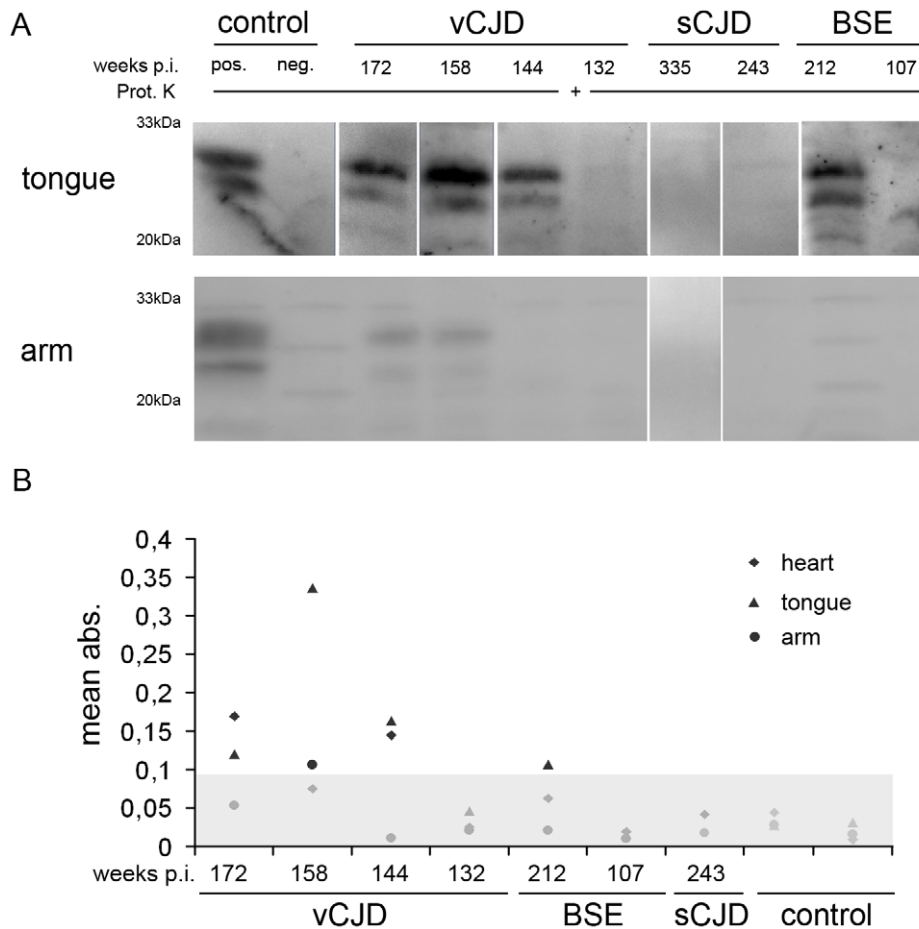 A
control vCJD sCJD BSE
weeks p.i. pos. neg. 172 158 144 132 335 243 212 107
Prot. K +
33kDa
tongue
20kDa
33kDa
arm
20kDa
B
0,4
0,35
0,3
0,25
0,2
0,15
0,1
0,05
0
mean abs.
heart
tongue
arm
weeks p.i. 172 158 144 132 212 107 243
vCJD BSE sCJD control